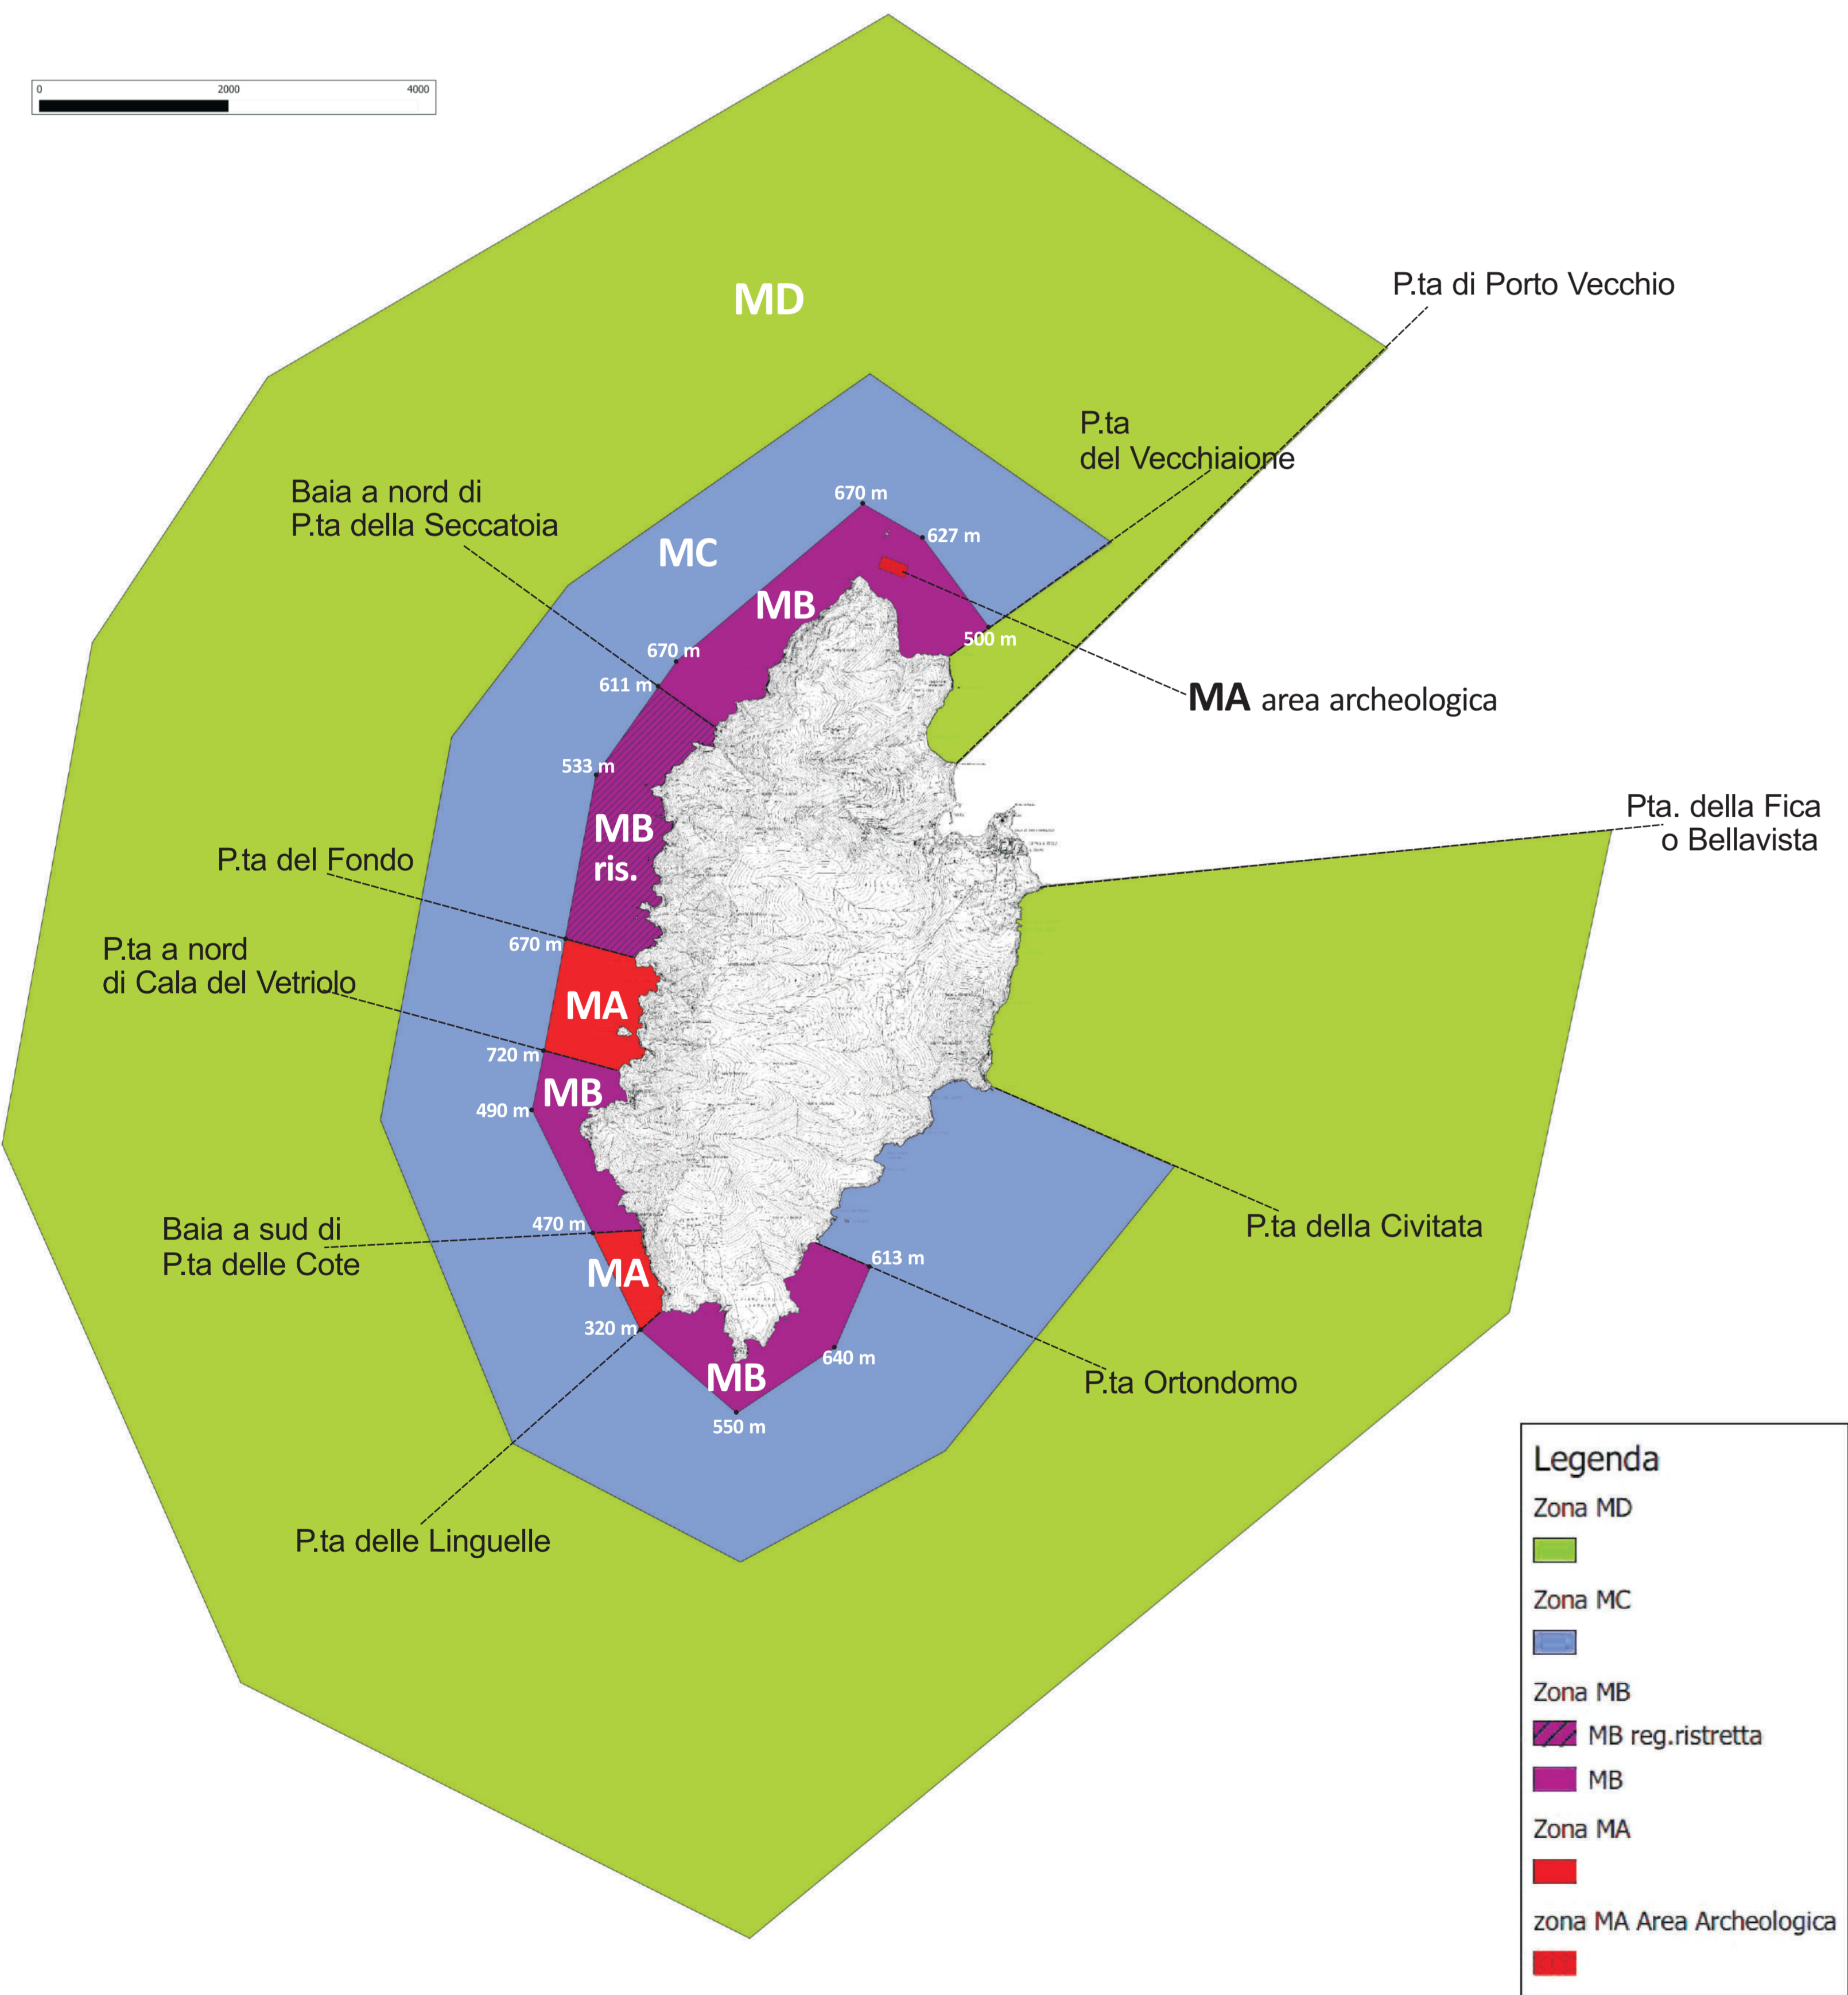 0 2000 4000
MD
P.ta di Porto Vecchio
P.ta
del Vecchiaione
Baia a nord di
P.ta della Seccatoia
670 m
627 m
MC
MB
500 m
670 m
611 m
MA area archeologica
533 m
Pta. della Fica
o Bellavista
MB
ris.
P.ta del Fondo
670 m
P.ta a nord
di Cala del Vetriolo
MA
720 m
MB
490 m
Baia a sud di
P.ta delle Cote
470 m
P.ta della Civitata
613 m
MA
320 m
640 m
MB
P.ta Ortondomo
550 m
P.ta delle Linguelle
Legenda
Zona MD
Zona MC
Zona MB
MB reg.ristretta
MB
Zona MA
zona MA Area Archeologica